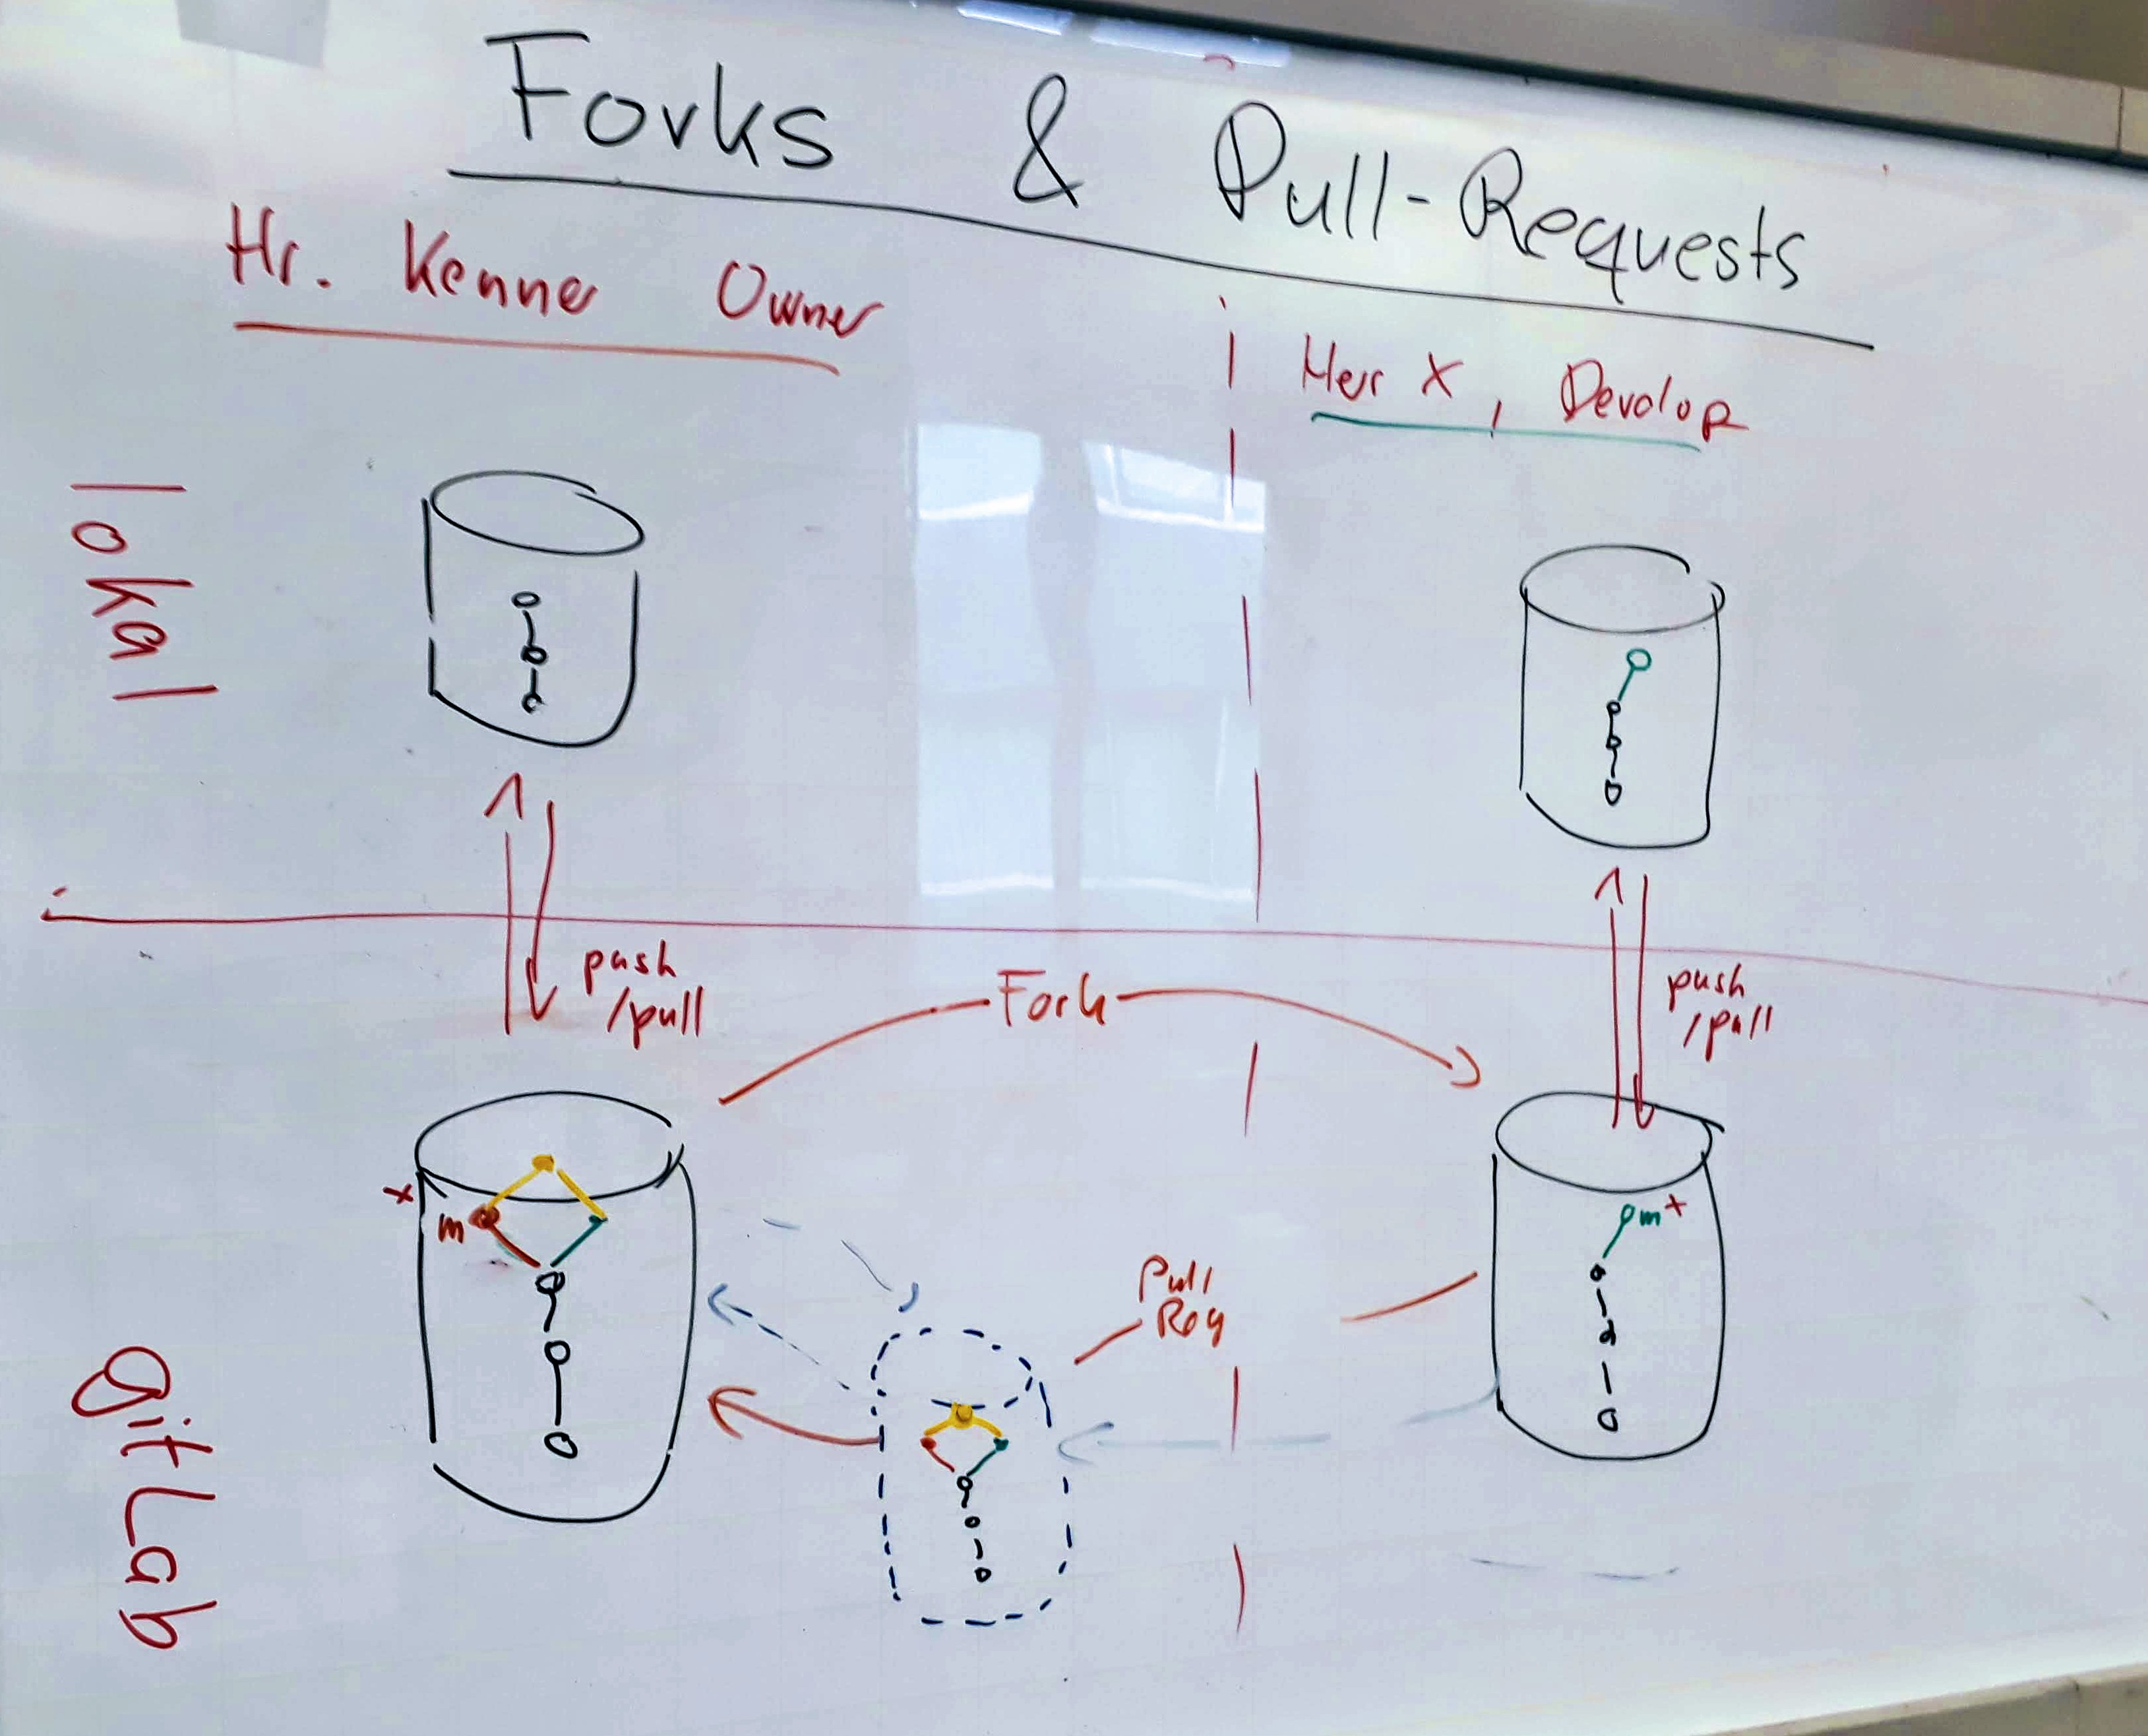 Forks & Pull-Requests
Hr. Kenne Owner
Herr X, Develop
lokal
push
/pull
push
/pull
Fork
x
m
m x
Pull
Req
GitLab